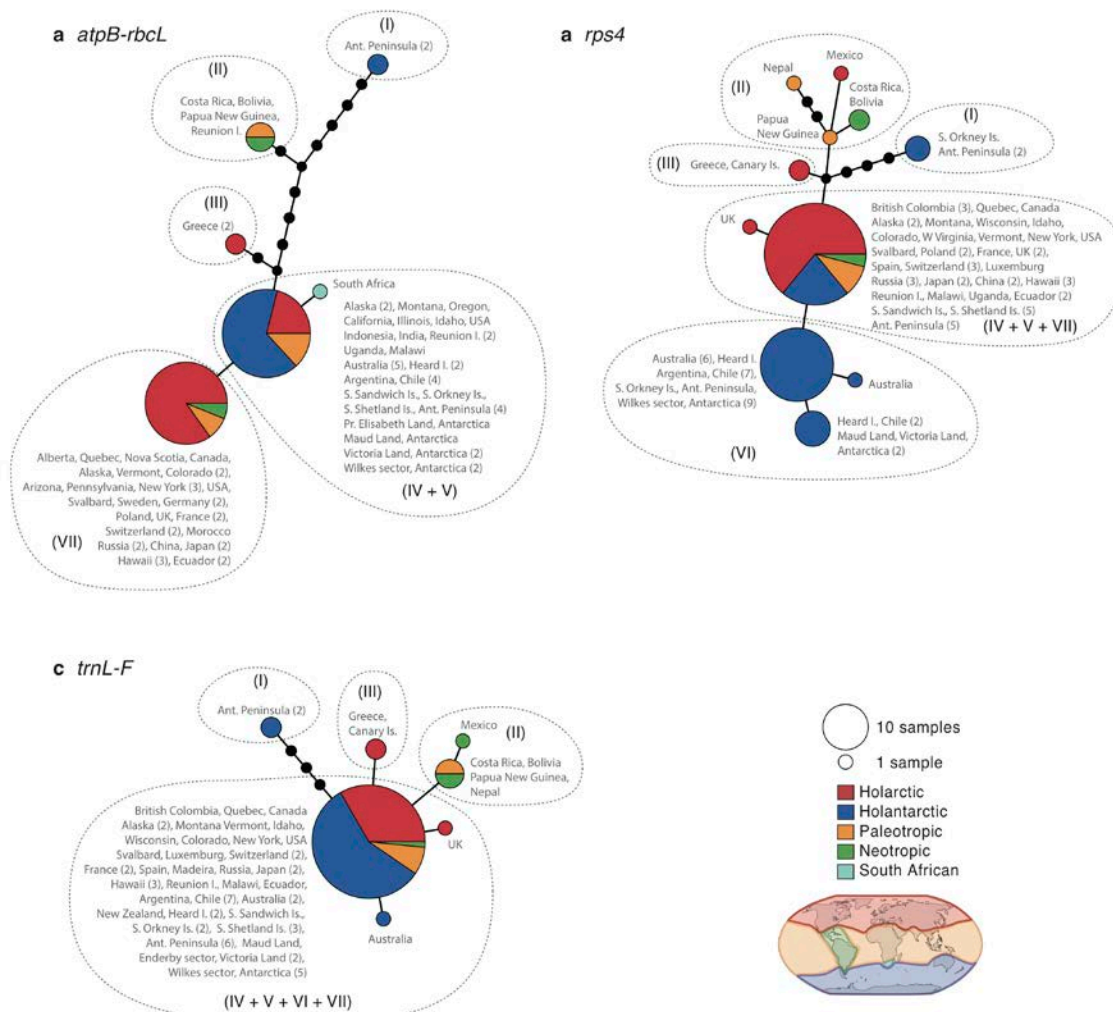 a atpB-rbcL
(I)
Ant. Peninsula (2)
(II)
Costa Rica, Bolivia,
Papua New Guinea,
Reunion I.
(III)
Greece (2)
South Africa
Alaska (2), Montana, Oregon,
California, Illinois, Idaho, USA
Indonesia, India, Reunion I. (2)
Uganda, Malawi
Australia (5), Heard I. (2)
Argentina, Chile (4)
S. Sandwich Is., S. Orkney Is.,
S. Shetland Is., Ant. Peninsula (4)
Pr. Elisabeth Land, Antarctica
Maud Land, Antarctica
Victoria Land, Antarctica (2)
Wilkes sector, Antarctica (2)
(IV + V)
Alberta, Quebec, Nova Scotia, Canada,
Alaska, Vermont, Colorado (2),
Arizona, Pennsylvania, New York (3), USA,
Svalbard, Sweden, Germany (2),
Poland, UK, France (2),
Switzerland (2), Morocco
Russia (2), China, Japan (2)
Hawaii (3), Ecuador (2)
(VII)
a rps4
(II)
Nepal
Mexico
Costa Rica,
Bolivia
Papua
New Guinea
(I)
S. Orkney Is.
Ant. Peninsula (2)
(III)
Greece, Canary Is.
UK
British Colombia (3), Quebec, Canada
Alaska (2), Montana, Wisconsin, Idaho,
Colorado, W Virginia, Vermont, New York, USA
Svalbard, Poland (2), France, UK (2),
Spain, Switzerland (3), Luxemburg
Russia (3), Japan (2), China (2), Hawaii (3)
Reunion I., Malawi, Uganda, Ecuador (2)
S. Sandwich Is., S. Shetland Is. (5)
Ant. Peninsula (5)
(IV + V + VII)
Australia (6), Heard I.
Argentina, Chile (7),
S. Orkney Is., Ant. Peninsula,
Wilkes sector, Antarctica (9)
Australia
Heard I., Chile (2)
Maud Land, Victoria Land,
Antarctica (2)
(VI)
c trnL-F
(I)
Ant. Peninsula (2)
(III)
Greece,
Canary Is.
Mexico
(II)
Costa Rica, Bolivia
Papua New Guinea,
Nepal
UK
Australia
British Colombia, Quebec, Canada
Alaska (2), Montana Vermont, Idaho,
Wisconsin, Colorado, New York, USA
Svalbard, Luxemburg, Switzerland (2),
France (2), Spain, Madeira, Russia, Japan (2),
Hawaii (3), Reunion I., Malawi, Ecuador,
Argentina, Chile (7), Australia (2),
New Zealand, Heard I. (2), S. Sandwich Is.,
S. Orkney Is. (2), S. Shetland Is. (3),
Ant. Peninsula (6), Maud Land,
Enderby sector, Victoria Land (2),
Wilkes sector, Antarctica (5)
(IV + V + VI + VII)
10 samples
1 sample
Holarctic
Holantarctic
Paleotropic
Neotropic
South African